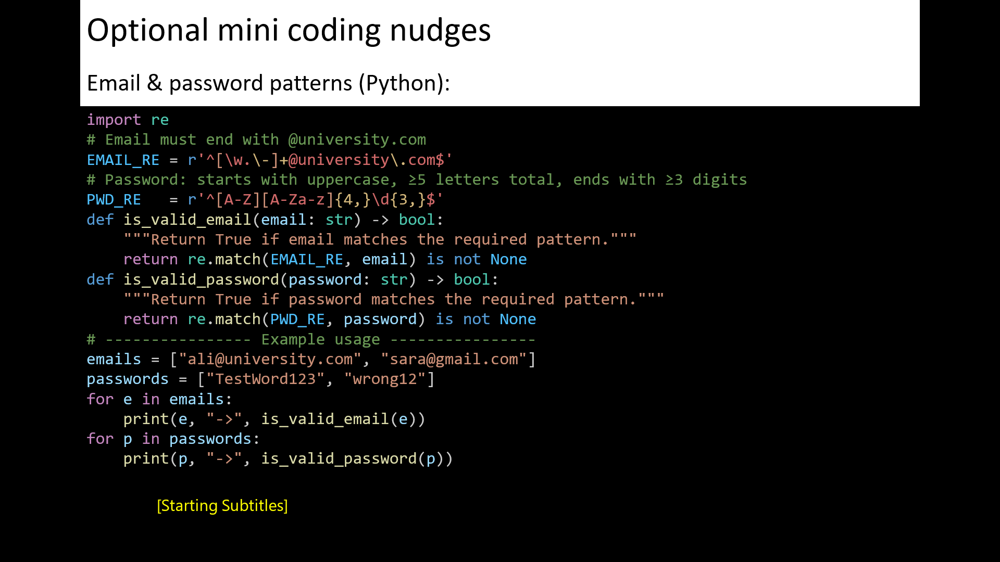 Optional mini coding nudges
Email & password patterns (Python):
import re
# Email must end with @university.com
EMAIL_RE = r'^[\w.\-]+@university\.com$'
# Password: starts with uppercase, ≥5 letters total, ends with ≥3 digits
PWD_RE   = r'^[A-Z][A-Za-z]{4,}\d{3,}$'
def is_valid_email(email: str) -> bool:
    """Return True if email matches the required pattern."""
    return re.match(EMAIL_RE, email) is not None
def is_valid_password(password: str) -> bool:
    """Return True if password matches the required pattern."""
    return re.match(PWD_RE, password) is not None
# ---------------- Example usage ----------------
emails = ["ali@university.com", "sara@gmail.com"]
passwords = ["TestWord123", "wrong12"]
for e in emails:
    print(e, "->", is_valid_email(e))
for p in passwords:
    print(p, "->", is_valid_password(p))
[Starting Subtitles]